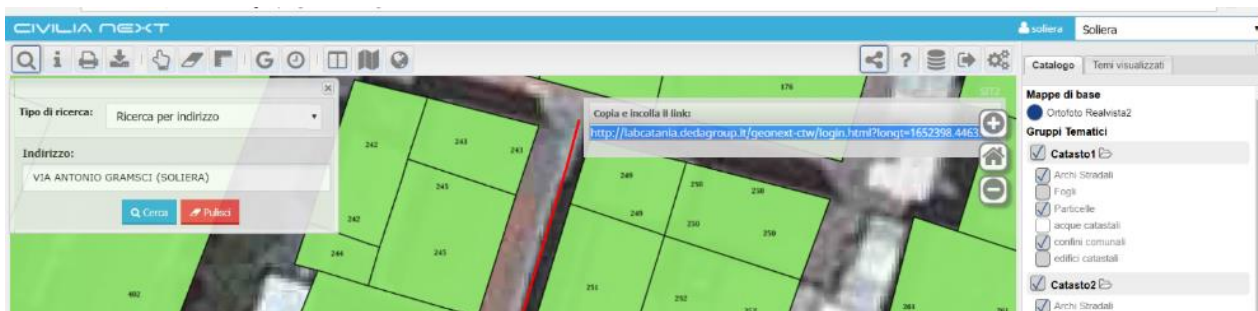 CIVILIA NEXT
soliera
Soliera
G
?
Catalogo
Temi visualizzati
Tipo di ricerca:
Ricerca per indirizzo
Indirizzo:
VIA ANTONIO GRAMSCI (SOLIERA)
Cerca
Pulisci
Copia e incolla il link:
http://labcatania.dedagroup.it/geonext-ctw/login.html?longt=1652398.446
Mappe di base
Ortofoto Realvista2
Gruppi Tematici
Catasto1
Archi Stradali
Fogli
Particelle
acque catastali
confini comunali
edifici catastali
Catasto2
Archi Stradali
176
242
243
243
245
242
244
245
402
249
250
250
249
250
250
251
252